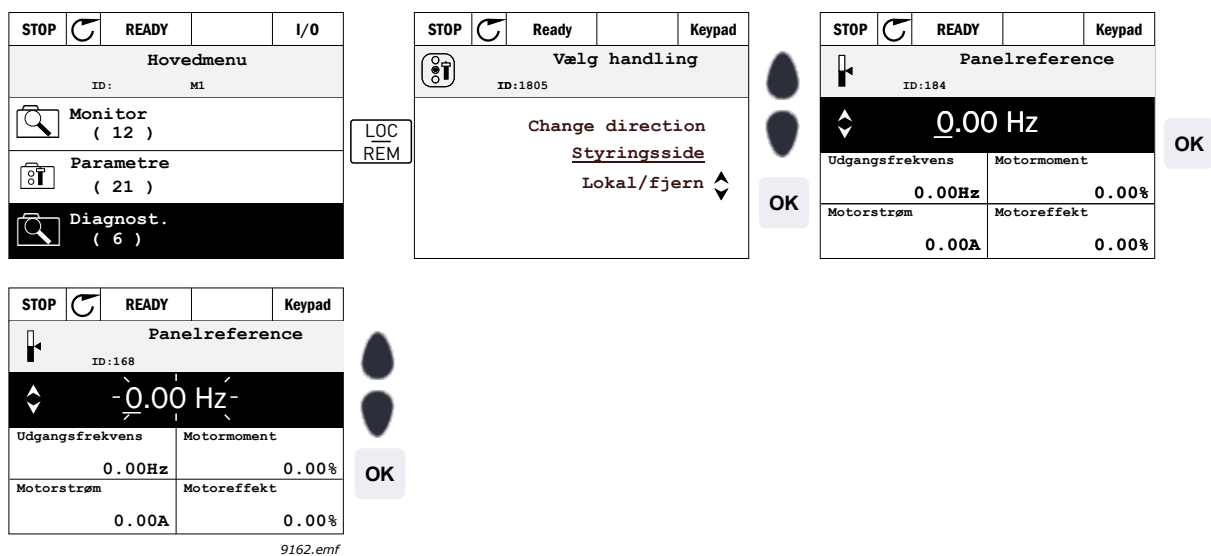 STOP READY I/O
Hovedmenu
ID: M1
Monitor
( 12 )
Parametre
( 21 )
Diagnost.
( 6 )
LOC
REM
STOP Ready Keypad
Vælg handling
ID:1805
Change direction
Styringsside
Lokal/fjern
OK
STOP READY Keypad
Panelreference
ID:184
0.00 Hz
Udgangsfrekvens Motormoment
0.00Hz 0.00%
Motorstrøm Motoreffekt
0.00A 0.00%
OK
STOP READY Keypad
Panelreference
ID:168
0.00 Hz
Udgangsfrekvens Motormoment
0.00Hz 0.00%
Motorstrøm Motoreffekt
0.00A 0.00%
OK
9162.emf